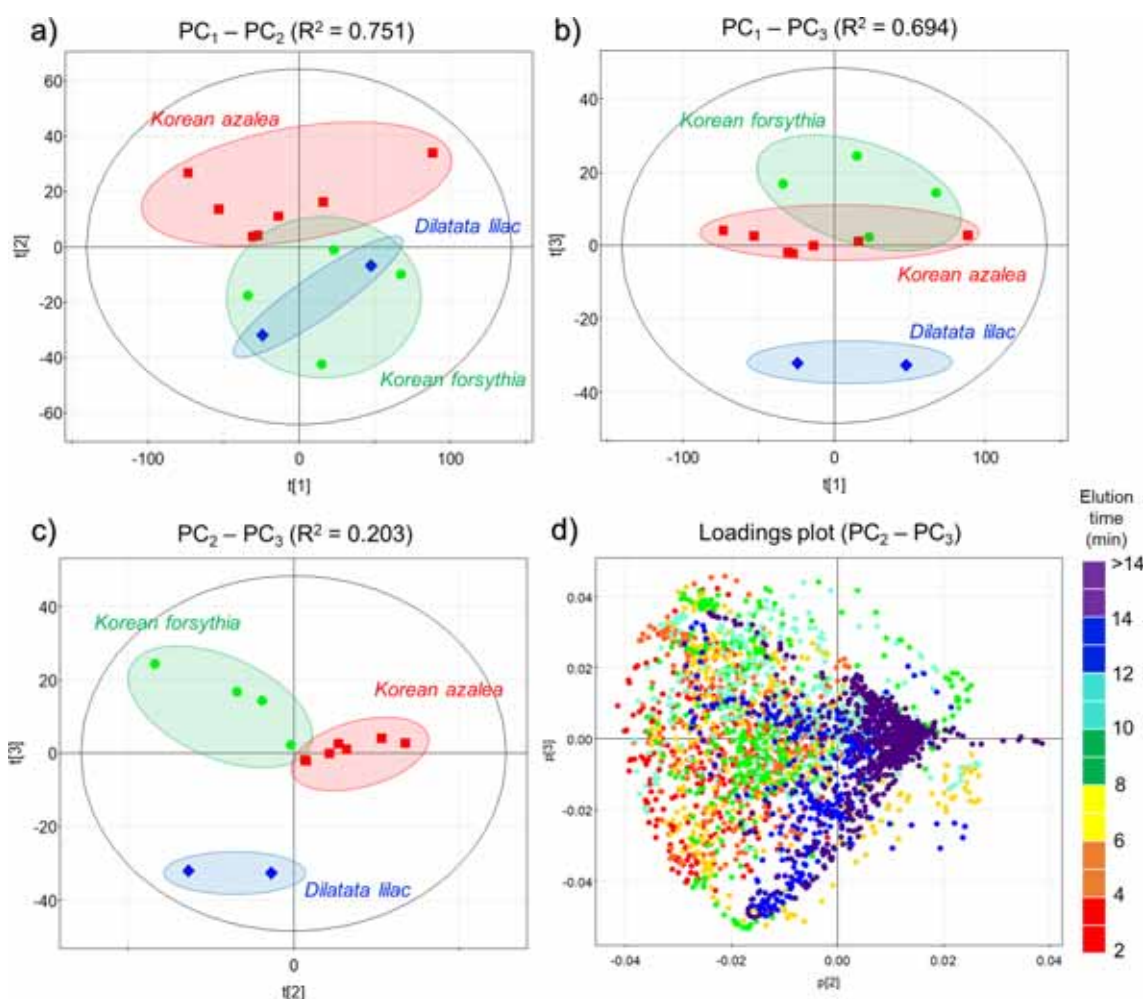 a) PC1 – PC2 (R2 = 0.751)
60
40
20
0
-20
-40
-60
t[2]
Korean azalea
Dilatata lilac
Korean forsythia
-100
0
100
t[1]
b) PC1 – PC3 (R2 = 0.694)
40
20
0
-20
-40
t[3]
Korean forsythia
Korean azalea
Dilatata lilac
-100
0
100
t[1]
c) PC2 – PC3 (R2 = 0.203)
40
20
0
-20
-40
t[3]
Korean forsythia
Korean azalea
Dilatata lilac
0
t[2]
d) Loadings plot (PC2 – PC3)
0.04
0.02
0.00
-0.02
-0.04
p[3]
-0.04
-0.02
0.00
0.02
0.04
p[2]
Elution
time
(min)
>14
14
12
10
8
6
4
2